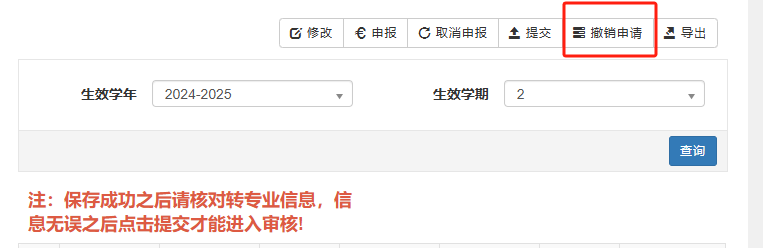 修改 申报 取消申报 提交 撤销申请 导出
生效学年 2024-2025 生效学期 2
查询
注：保存成功之后请核对转专业信息，信
息无误之后点击提交才能进入审核!